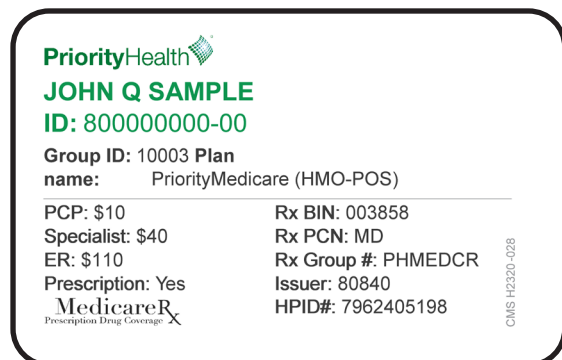 PriorityHealth
JOHN Q SAMPLE
ID: 800000000-00
Group ID: 10003 Plan
name: PriorityMedicare (HMO-POS)
PCP: $10
Specialist: $40
ER: $110
Prescription: Yes
MedicareRx
Prescription Drug Coverage
Rx BIN: 003858
Rx PCN: MD
Rx Group #: PHMEDCR
Issuer: 80840
HPID#: 7962405198
CMS H2320-028